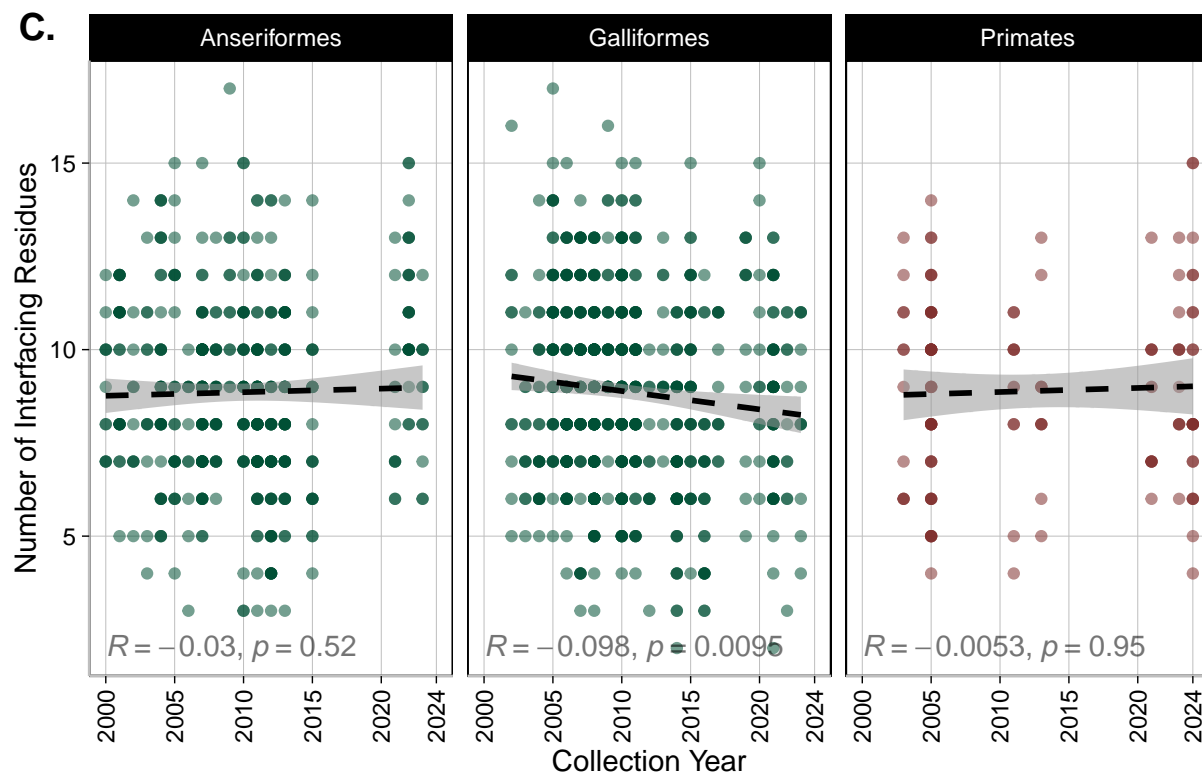 C.
Anseriformes
Galliformes
Primates
Number of Interfacing Residues
15
10
5
R = −0.03, p = 0.52
R = −0.098, p = 0.0095
R = −0.0053, p = 0.95
2000 2005 2010 2015 2020 2024
2000 2005 2010 2015 2020 2024
2000 2005 2010 2015 2020 2024
Collection Year